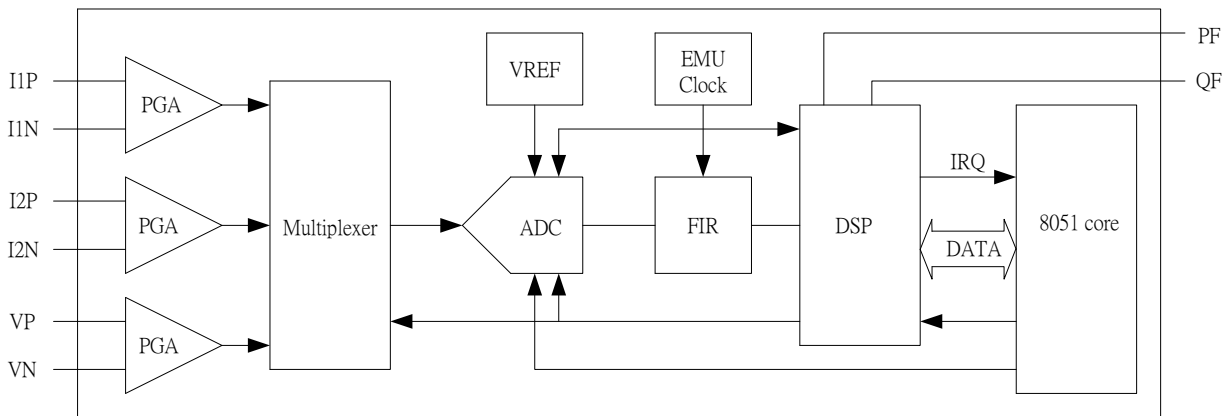 PF
VREF
EMU
Clock
QF
I1P
PGA
I1N
IRQ
I2P
PGA
Multiplexer
ADC
FIR
DSP
8051 core
I2N
DATA
VP
PGA
VN